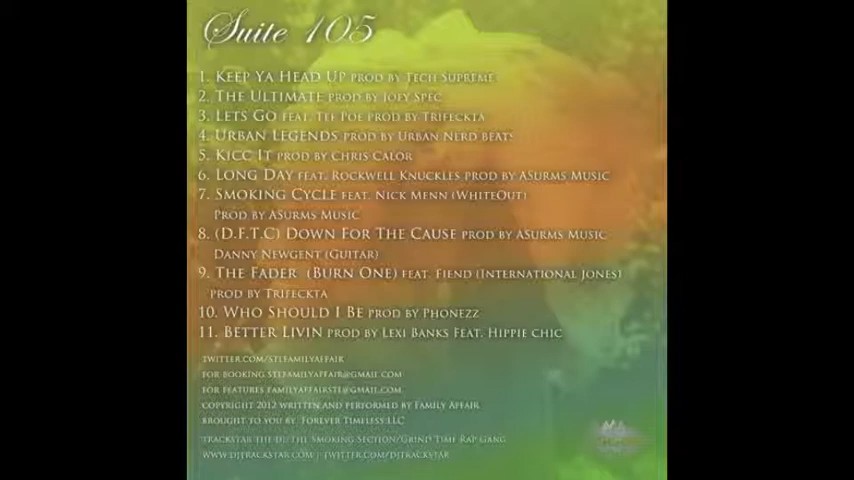 Suite 105
1. Keep Ya Head Up prod by Tech Supreme
2. The Ultimate prod by Joey Spec
3. Lets Go feat. Tef Poe prod by Trifeckta
4. Urban Legends prod by Urban Nerd beats
5. Kicc It prod by Chris Calor
6. Long Day feat. Rockwell Knuckles prod by ASurms Music
7. Smoking Cycle feat. Nick Menn (WhiteOut)
Prod by ASurms Music
8. (D.F.T.C) Down For The Cause prod by ASurms Music
Danny Newgent (Guitar)
9. The Fader (Burn One) feat. Fiend (International Jones)
prod by Trifeckta
10. Who Should I Be prod by Phonezz
11. Better Livin prod by Lexi Banks Feat. Hippie chic
twitter.com/stlfamilyaffair
for booking stlfamilyaffair@gmail.com
for features familyaffairstl@gmail.com
copyright 2012 written and performed by Family Affair
brought to you by Forever Timeless LLC
Trackstar the DJ/ The Smoking Section/Grind Time Rap Gang
www.djtrackstar.com | twitter.com/djtrackstar